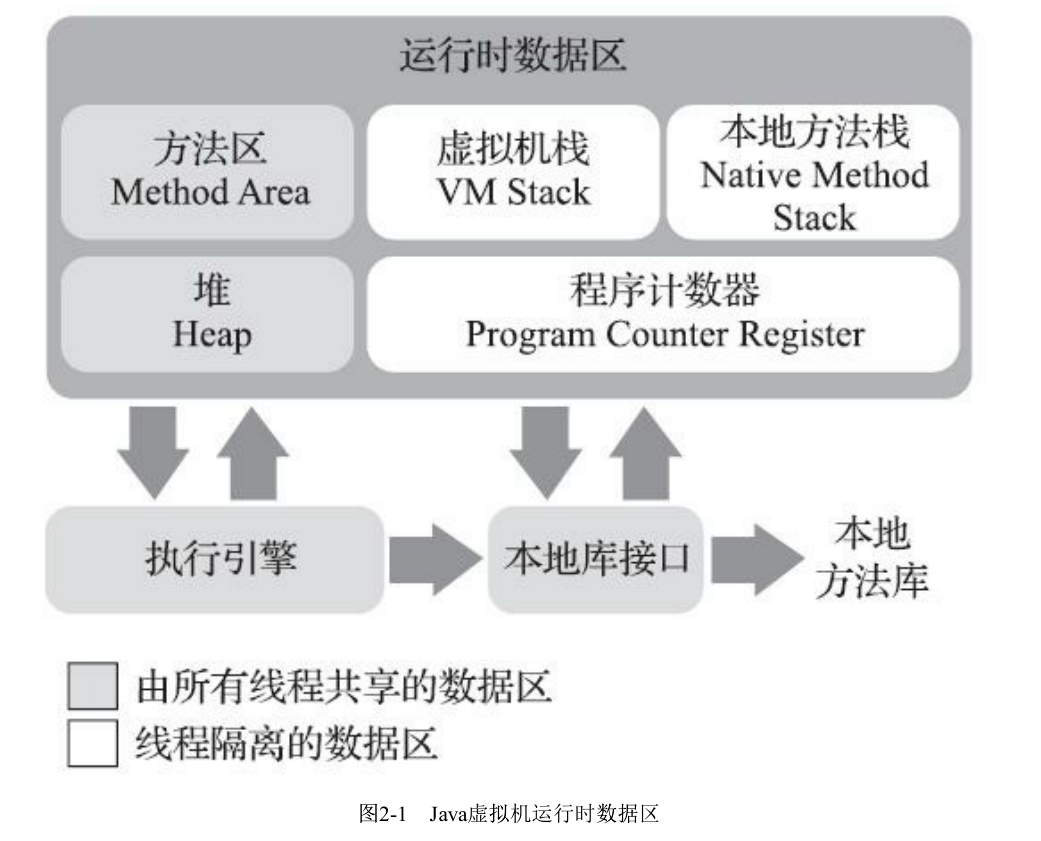 运行时数据区
方法区
Method Area
虚拟机栈
VM Stack
本地方法栈
Native Method
Stack
堆
Heap
程序计数器
Program Counter Register
执行引擎
本地库接口
本地
方法库
由所有线程共享的数据区
线程隔离的数据区
图2-1 Java虚拟机运行时数据区